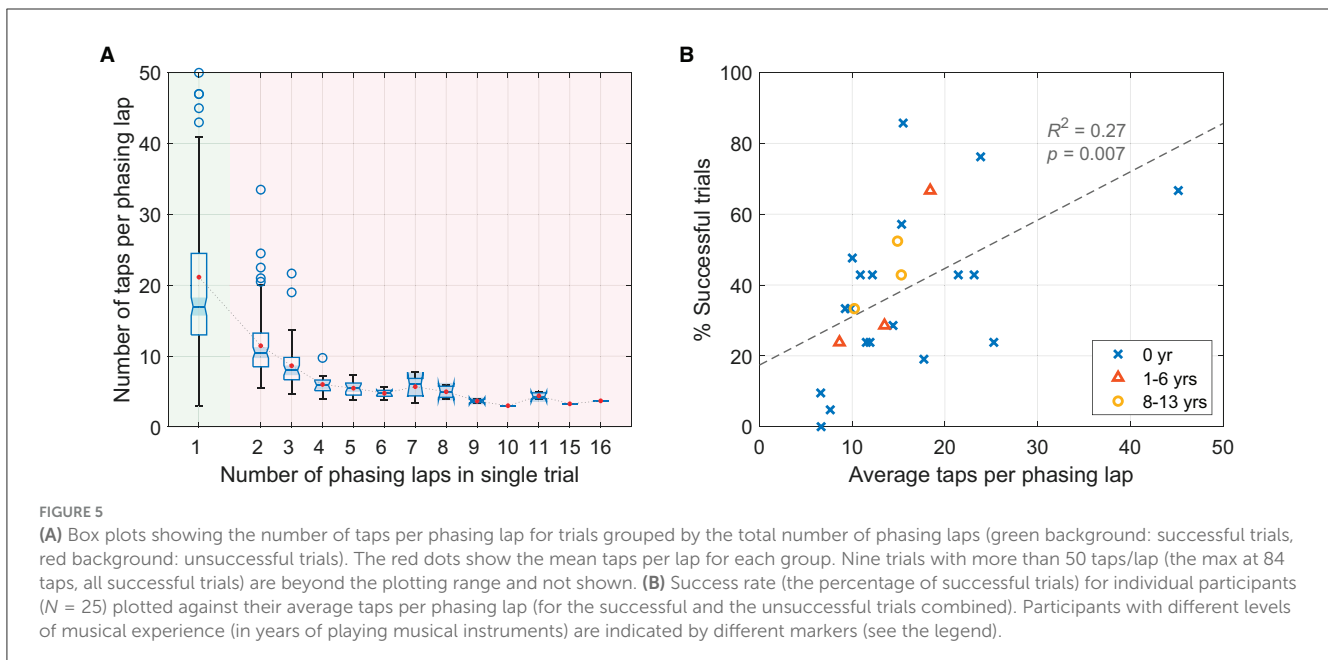 A
B
50
40
30
20
10
0
Number of taps per phasing lap
1 2 3 4 5 6 7 8 9 10 11 15 16
Number of phasing laps in single trial
100
80
60
40
20
0
% Successful trials
R² = 0.27
p = 0.007
0 yr
1-6 yrs
8-13 yrs
0 10 20 30 40 50
Average taps per phasing lap
FIGURE 5
(A) Box plots showing the number of taps per phasing lap for trials grouped by the total number of phasing laps (green background: successful trials,
red background: unsuccessful trials). The red dots show the mean taps per lap for each group. Nine trials with more than 50 taps/lap (the max at 84
taps, all successful trials) are beyond the plotting range and not shown. (B) Success rate (the percentage of successful trials) for individual participants
(N = 25) plotted against their average taps per phasing lap (for the successful and the unsuccessful trials combined). Participants with different levels
of musical experience (in years of playing musical instruments) are indicated by different markers (see the legend).